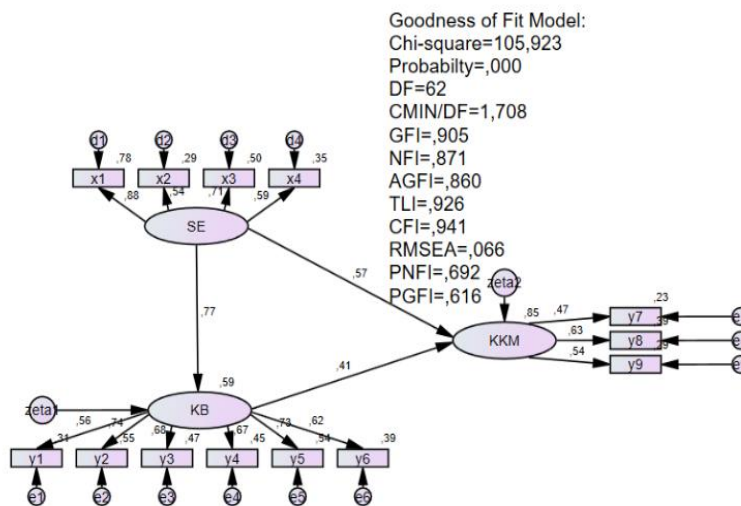 Goodness of Fit Model:
Chi-square=105,923
Probabilty=,000
DF=62
CMIN/DF=1,708
GFI=,905
NFI=,871
AGFI=,860
TLI=,926
CFI=,941
RMSEA=,066
PNFI=,692
PGFI=,616
d1 d2 d3 d4
,78 ,29 ,50 ,35
x1 x2 x3 x4
,88 ,54 ,71 ,59
SE
,57
zeta2
,77
,85 ,47 ,23
y7
KKM
,63 y8
,54 y9
,41
,59
KB
,56 ,74 ,68 ,67 ,73 ,62
,31 ,55 ,47 ,45 ,54 ,39
y1 y2 y3 y4 y5 y6
e1 e2 e3 e4 e5 e6